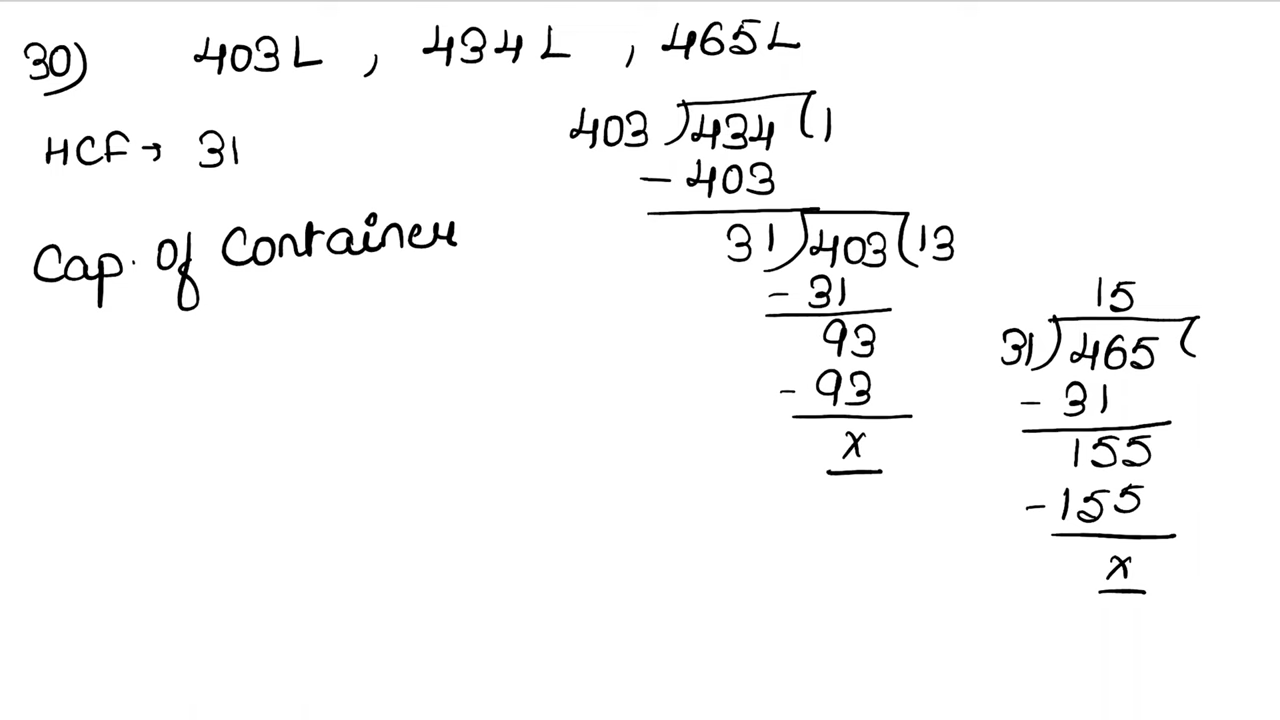 30) 403L , 434L , 465L
HCF → 31
Cap. of Container
403)434(1
- 403
31)403(13
- 31
93
- 93
x
15
31)465(
- 31
155
- 155
x